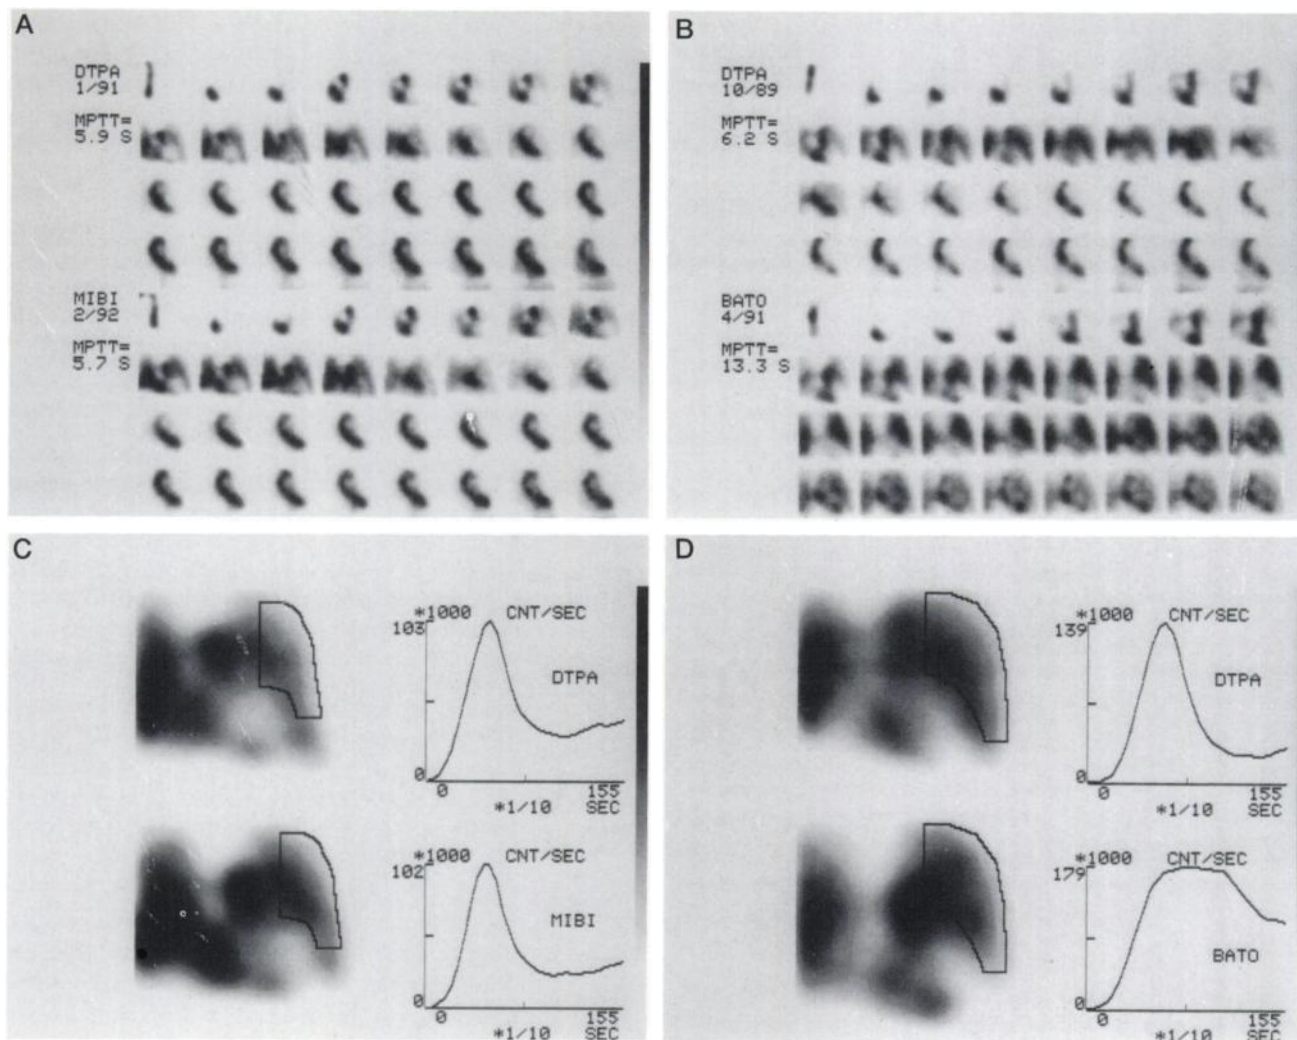 A
DTPA
1/91
MPTT=
5.9 S
MIBI
2/92
MPTT=
5.7 S
B
DTPA
10/89
MPTT=
6.2 S
BATO
4/91
MPTT=
13.3 S
C
*1000 CNT/SEC
103
DTPA
0
0 155
*1/10 SEC
*1000 CNT/SEC
102
MIBI
0
0 155
*1/10 SEC
D
*1000 CNT/SEC
139
DTPA
0
0 155
*1/10 SEC
*1000 CNT/SEC
179
BATO
0
0 155
*1/10 SEC